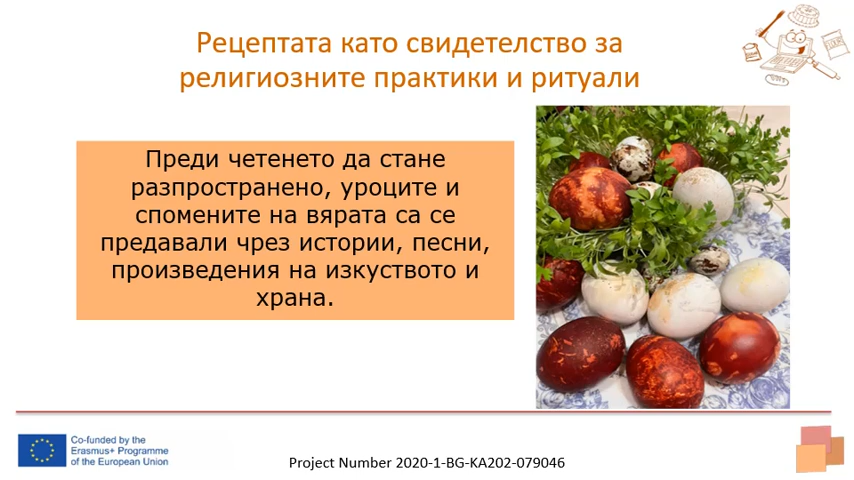 Рецептата като свидетелство за
религиозните практики и ритуали
Преди четенето да стане
разпространено, уроците и
спомените на вярата са се
предавали чрез истории, песни,
произведения на изкуството и
храна.
Co-funded by the
Erasmus+ Programme
of the European Union
Project Number 2020-1-BG-KA202-079046